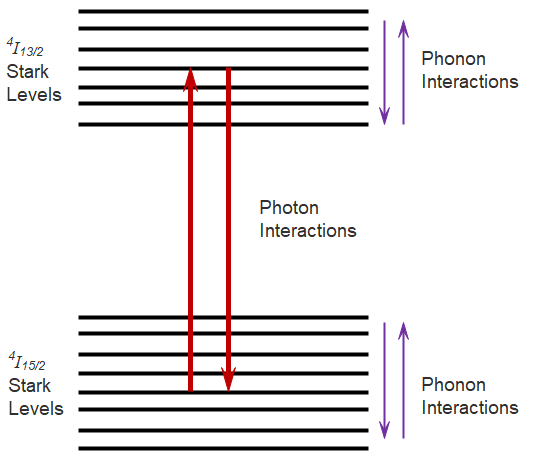 ⁴I₁₃/₂
Stark
Levels
Phonon
Interactions
Photon
Interactions
⁴I₁₅/₂
Stark
Levels
Phonon
Interactions